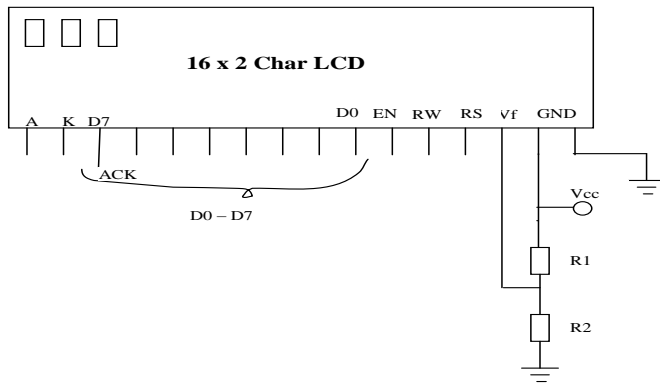 16 x 2 Char LCD
A K D7 D0 EN RW RS Vf GND
ACK
D0 – D7
Vcc
R1
R2